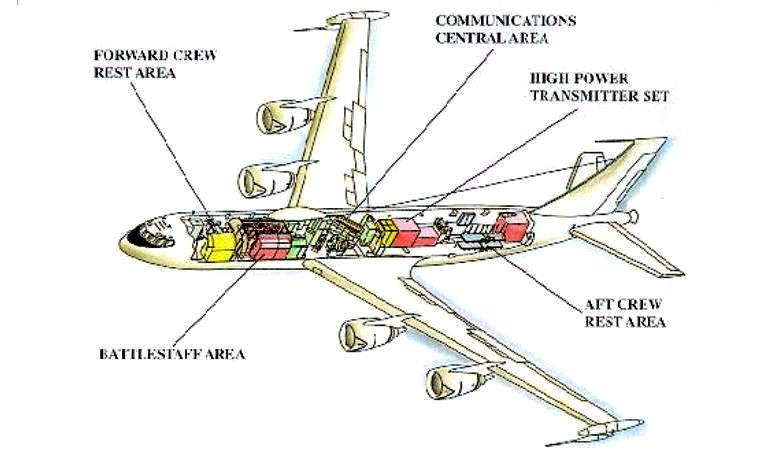 COMMUNICATIONS
CENTRAL AREA
FORWARD CREW
REST AREA
HIGH POWER
TRANSMITTER SET
AFT CREW
REST AREA
BATTLESTAFF AREA